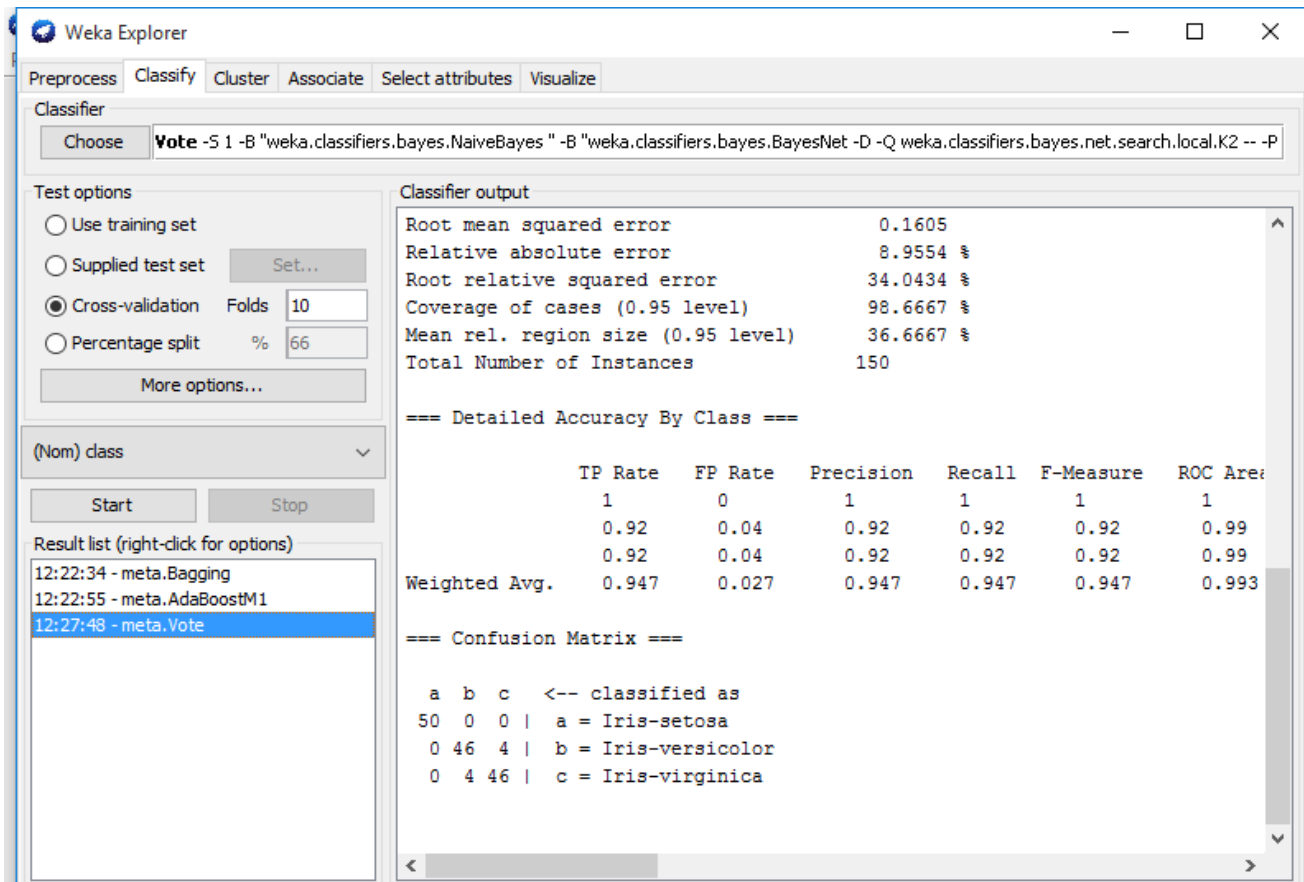 Weka Explorer
Preprocess Classify Cluster Associate Select attributes Visualize
Classifier
Choose Vote -S 1 -B "weka.classifiers.bayes.NaiveBayes " -B "weka.classifiers.bayes.BayesNet -D -Q weka.classifiers.bayes.net.search.local.K2 -- -P
Test options
Use training set
Supplied test set Set...
Cross-validation Folds 10
Percentage split % 66
More options...
(Nom) class
Start Stop
Result list (right-click for options)
12:22:34 - meta.Bagging
12:22:55 - meta.AdaBoostM1
12:27:48 - meta.Vote
Classifier output
Root mean squared error 0.1605
Relative absolute error 8.9554 %
Root relative squared error 34.0434 %
Coverage of cases (0.95 level) 98.6667 %
Mean rel. region size (0.95 level) 36.6667 %
Total Number of Instances 150
=== Detailed Accuracy By Class ===
TP Rate FP Rate Precision Recall F-Measure ROC Area
1 0 1 1 1 1
0.92 0.04 0.92 0.92 0.92 0.99
0.92 0.04 0.92 0.92 0.92 0.99
Weighted Avg. 0.947 0.027 0.947 0.947 0.947 0.993
=== Confusion Matrix ===
a b c <-- classified as
50 0 0 | a = Iris-setosa
0 46 4 | b = Iris-versicolor
0 4 46 | c = Iris-virginica